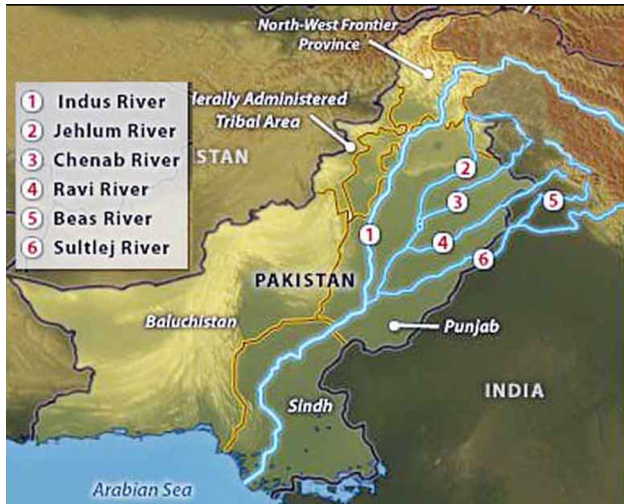 North-West Frontier
Province
1 Indus River
2 Jehlum River
3 Chenab River
4 Ravi River
5 Beas River
6 Sultlej River
erally Administered
Tribal Area
STAN
2
3
5
1
4
6
PAKISTAN
Baluchistan
Punjab
INDIA
Sindh
Arabian Sea